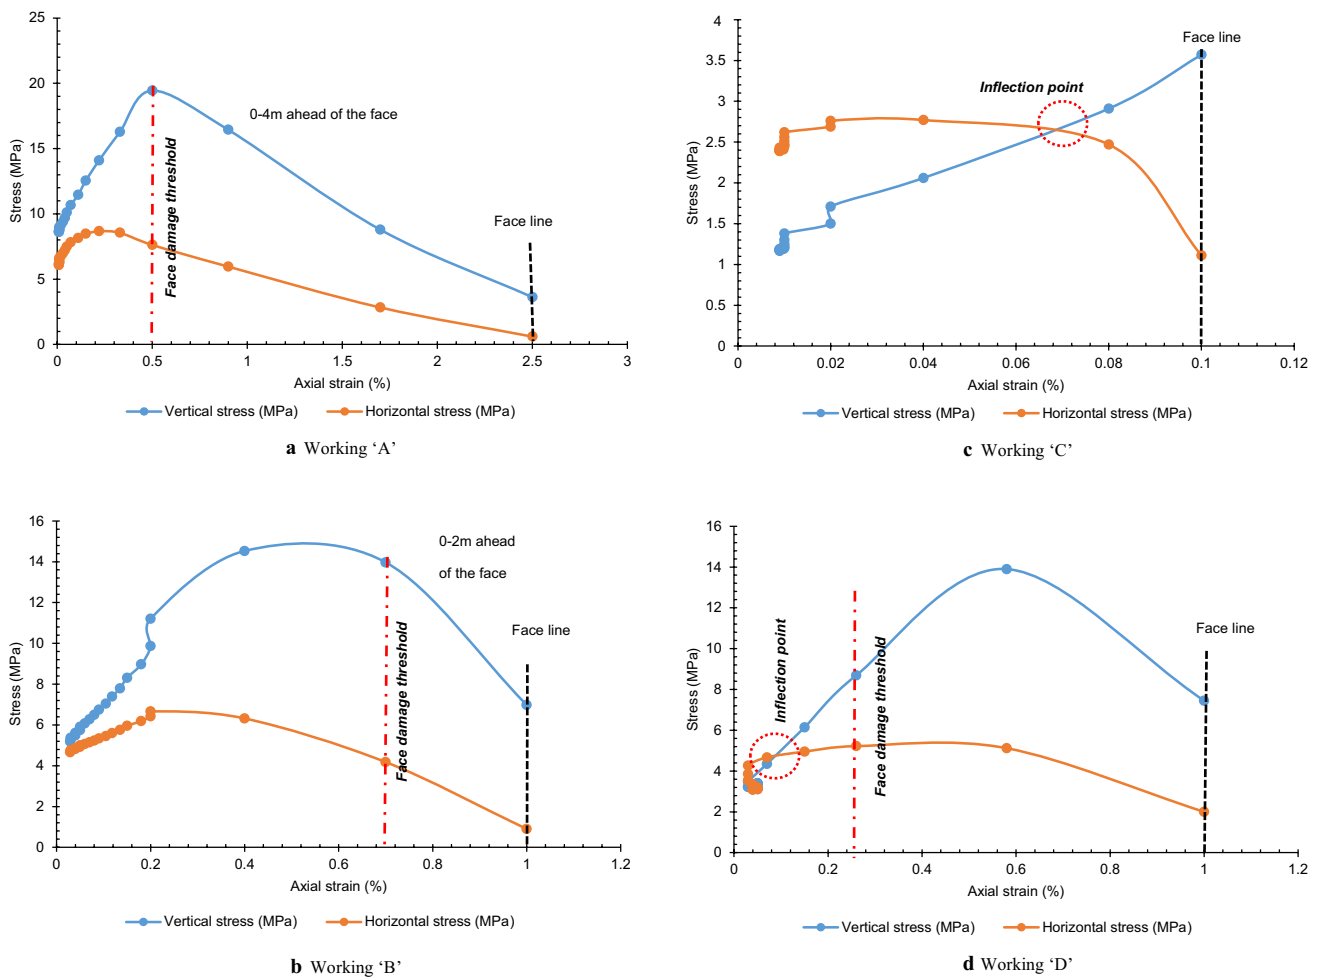 25
20
15
10
5
0
Stress (MPa)
0-4m ahead of the face
Face damage threshold
Face line
0
0.5
1
1.5
2
2.5
3
Axial strain (%)
Vertical stress (MPa)
Horizontal stress (MPa)
a Working ‘A’
4
3.5
3
2.5
2
1.5
1
0.5
0
Stress (MPa)
Inflection point
Face line
0
0.02
0.04
0.06
0.08
0.1
0.12
Axial strain (%)
Vertical stress (MPa)
Horizontal stress (MPa)
c Working ‘C’
16
14
12
10
8
6
4
2
0
Stress (MPa)
0-2m ahead
of the face
Face damage threshold
Face line
0
0.2
0.4
0.6
0.8
1
1.2
Axial strain (%)
Vertical stress (MPa)
Horizontal stress (MPa)
b Working ‘B’
16
14
12
10
8
6
4
2
0
Stress (MPa)
Inflection point
Face damage threshold
Face line
0
0.2
0.4
0.6
0.8
1
1.2
Axial strain (%)
Vertical stress (MPa)
Horizontal stress (MPa)
d Working ‘D’